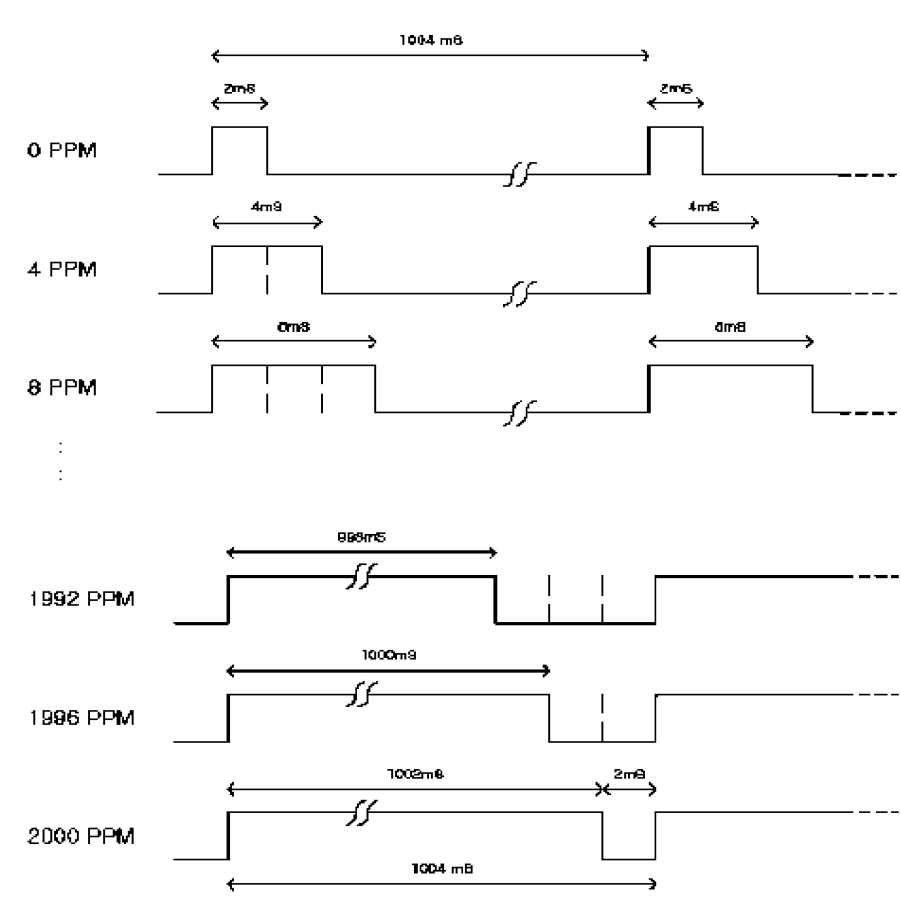 1004 mS
2mS 2mS
0 PPM
4mS 4mS
4 PPM
6mS 6mS
8 PPM
:
:
998mS
1992 PPM
1000mS
1996 PPM
1002mS 2mS
2000 PPM
1004 mS